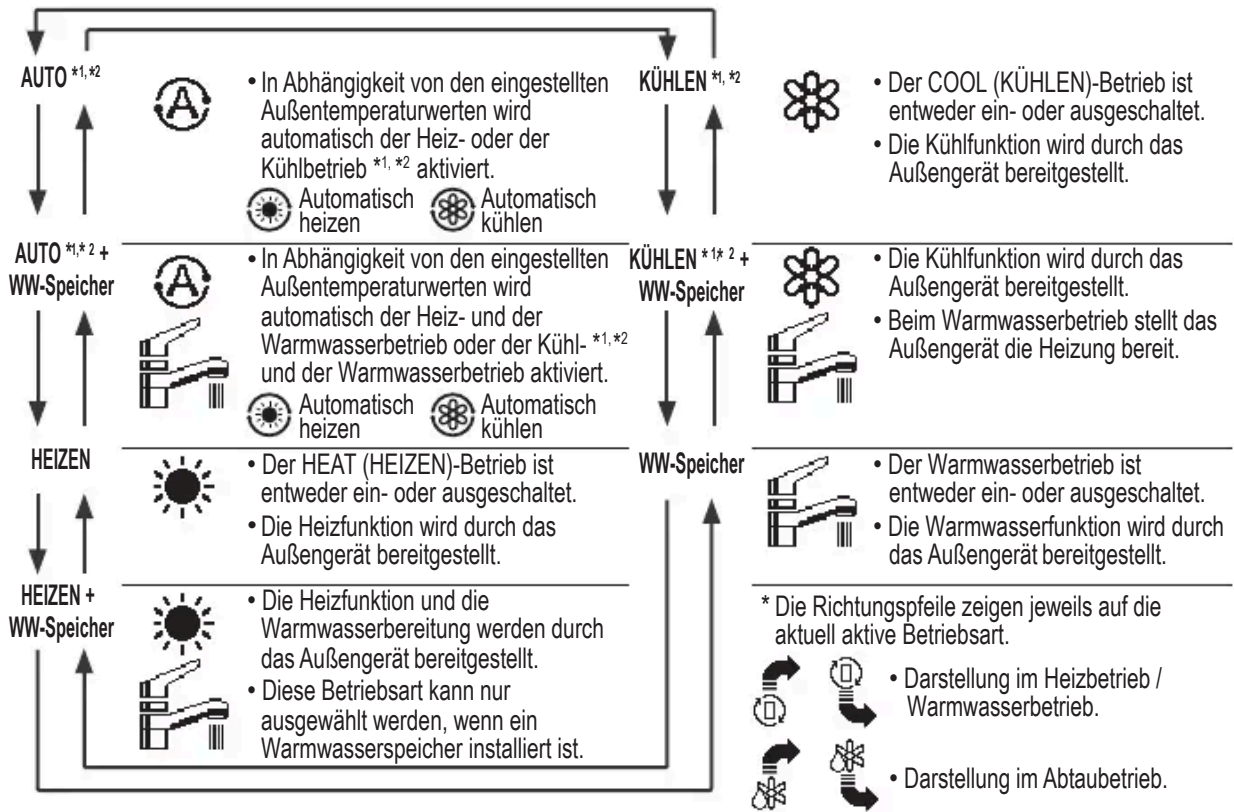 AUTO *1, *2
• In Abhängigkeit von den eingestellten
Außentemperaturwerten wird
automatisch der Heiz- oder der
Kühlbetrieb *1, *2 aktiviert.
Automatisch
heizen
Automatisch
kühlen
AUTO *1,* 2 +
WW-Speicher
• In Abhängigkeit von den eingestellten
Außentemperaturwerten wird
automatisch der Heiz- und der
Warmwasserbetrieb oder der Kühl- *1,*2
und der Warmwasserbetrieb aktiviert.
Automatisch
heizen
Automatisch
kühlen
HEIZEN
• Der HEAT (HEIZEN)-Betrieb ist
entweder ein- oder ausgeschaltet.
• Die Heizfunktion wird durch das
Außengerät bereitgestellt.
HEIZEN +
WW-Speicher
• Die Heizfunktion und die
Warmwasserbereitung werden durch
das Außengerät bereitgestellt.
• Diese Betriebsart kann nur
ausgewählt werden, wenn ein
Warmwasserspeicher installiert ist.
KÜHLEN *1, *2
• Der COOL (KÜHLEN)-Betrieb ist
entweder ein- oder ausgeschaltet.
• Die Kühlfunktion wird durch das
Außengerät bereitgestellt.
KÜHLEN * 1,* 2 +
WW-Speicher
• Die Kühlfunktion wird durch das
Außengerät bereitgestellt.
• Beim Warmwasserbetrieb stellt das
Außengerät die Heizung bereit.
WW-Speicher
• Der Warmwasserbetrieb ist
entweder ein- oder ausgeschaltet.
• Die Warmwasserfunktion wird durch
das Außengerät bereitgestellt.
* Die Richtungspfeile zeigen jeweils auf die
aktuell aktive Betriebsart.
• Darstellung im Heizbetrieb /
Warmwasserbetrieb.
• Darstellung im Abtaubetrieb.